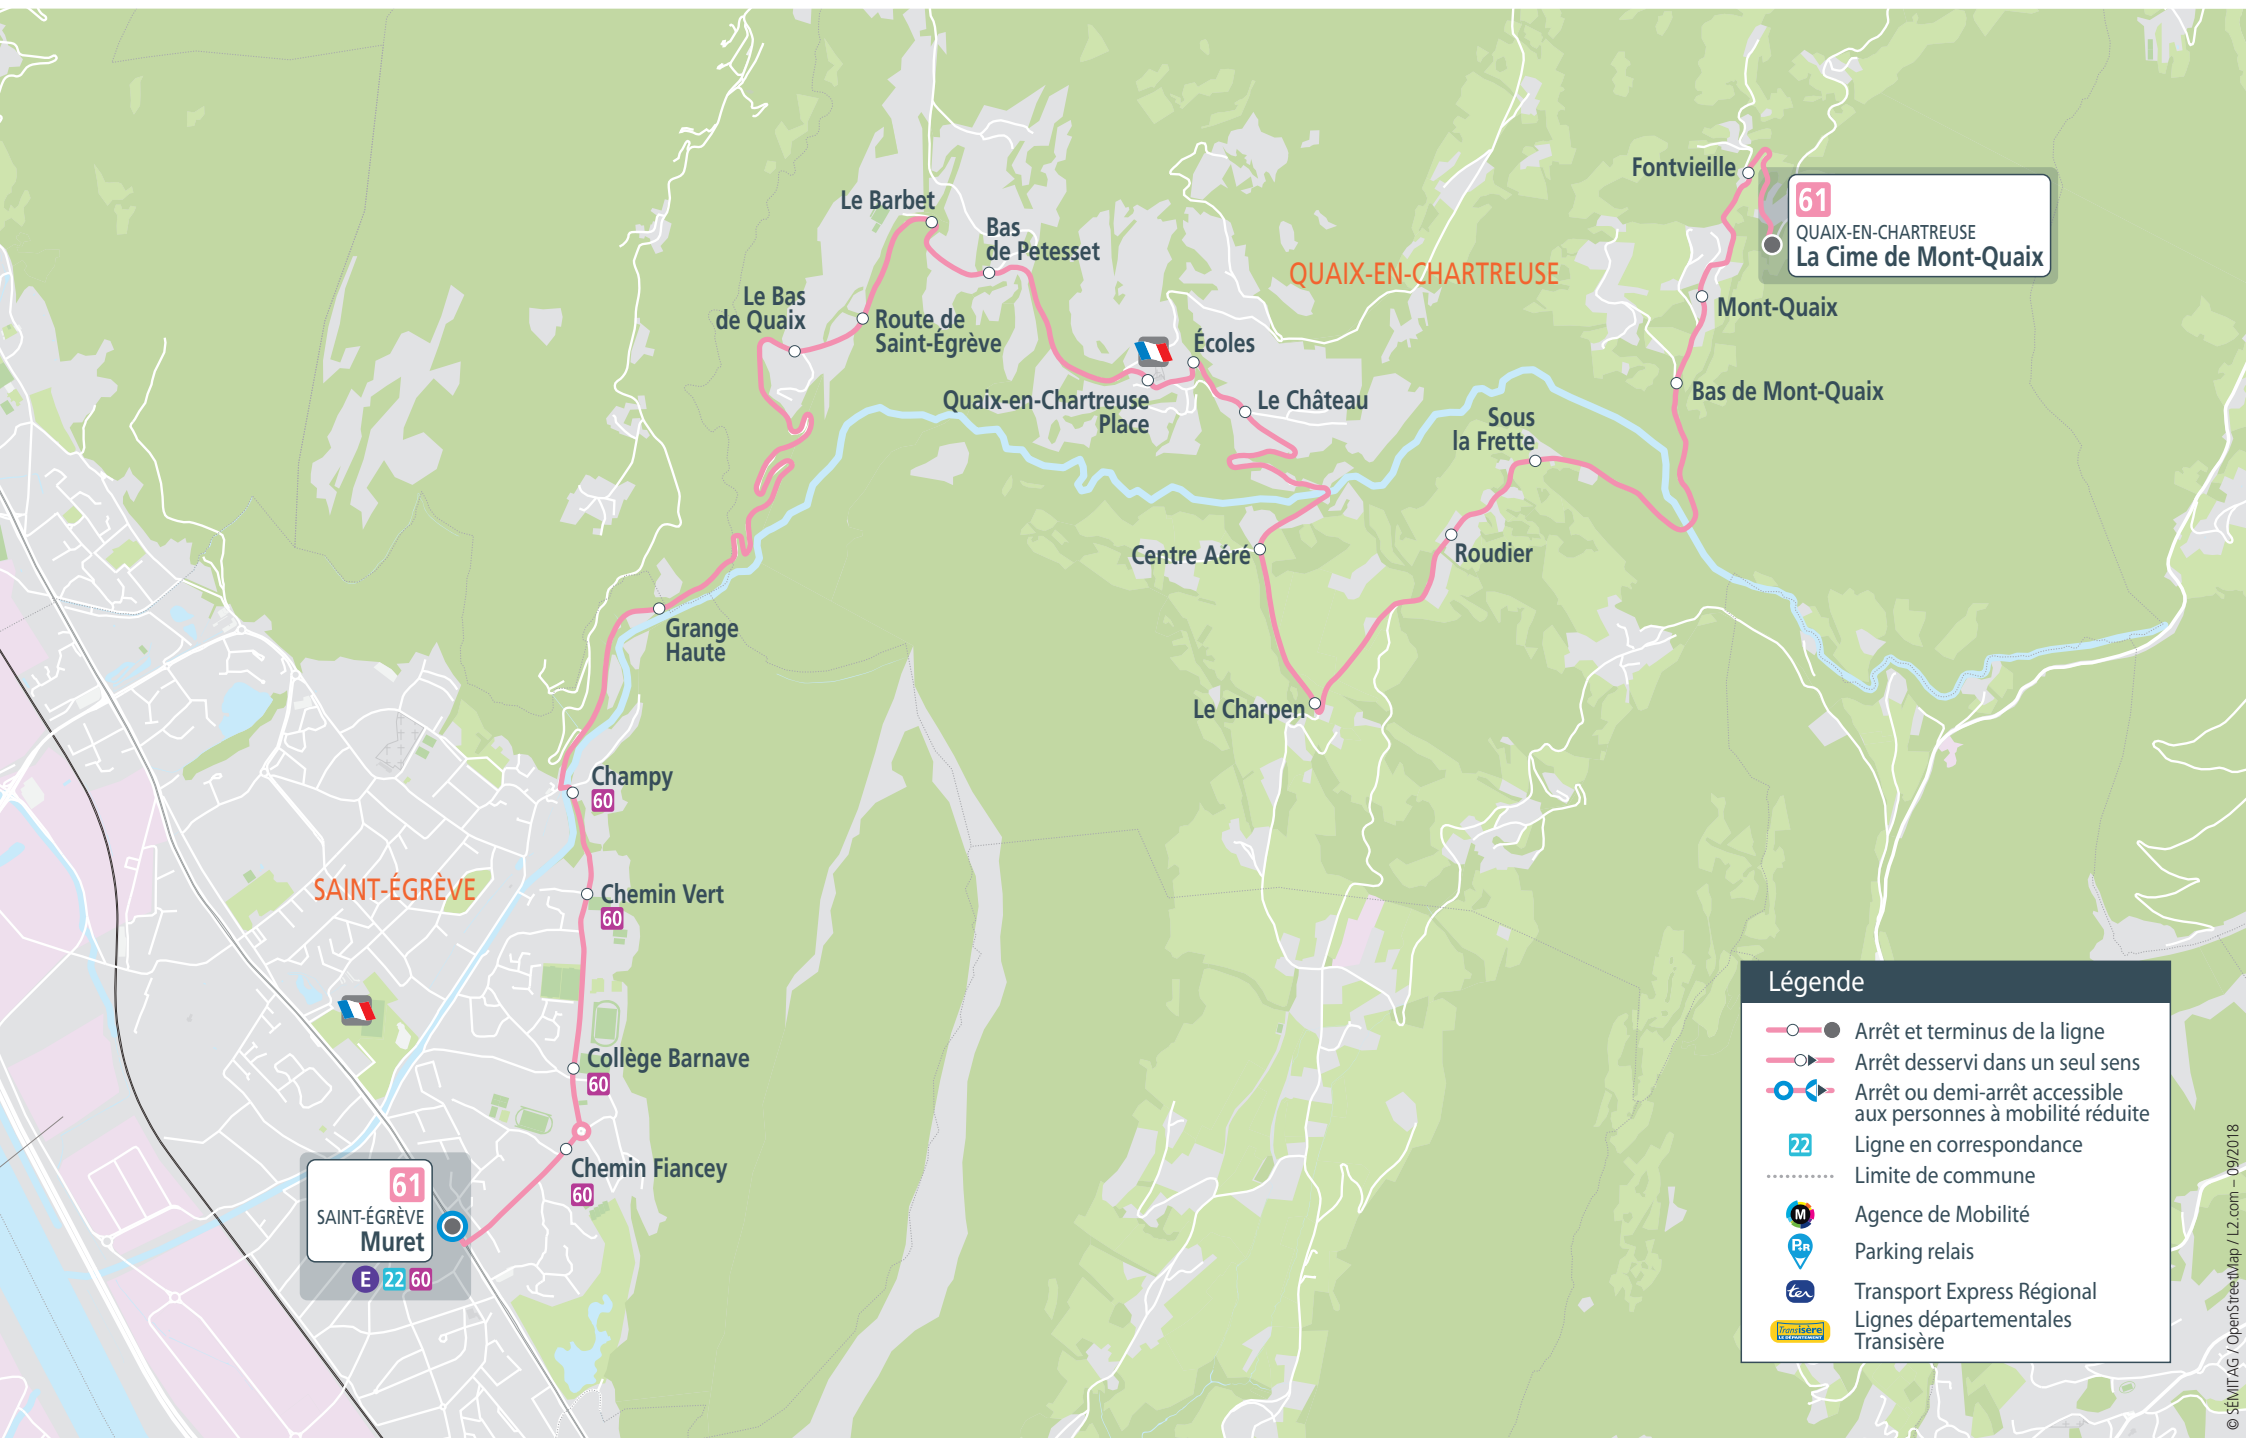 Fontvieille
61
QUAIX-EN-CHARTREUSE
La Cime de Mont-Quaix
Le Barbet
Bas
de Petesset
QUAIX-EN-CHARTREUSE
Le Bas
de Quaix
Route de
Saint-Égrève
Mont-Quaix
Écoles
Bas de Mont-Quaix
Quaix-en-Chartreuse
Place
Le Château
Sous
la Frette
Centre Aéré
Roudier
Grange
Haute
Le Charpen
Champy
60
SAINT-ÉGRÈVE
Chemin Vert
60
Collège Barnave
60
Chemin Fiancey
60
61
SAINT-ÉGRÈVE
Muret
E 22 60
Légende
Arrêt et terminus de la ligne
Arrêt desservi dans un seul sens
Arrêt ou demi-arrêt accessible
aux personnes à mobilité réduite
22 Ligne en correspondance
Limite de commune
M Agence de Mobilité
P+R Parking relais
ter Transport Express Régional
Transisère
LE DÉPARTEMENT
Lignes départementales
Transisère
© SÉMITAG / OpenStreetMap / L2.com – 09/2018